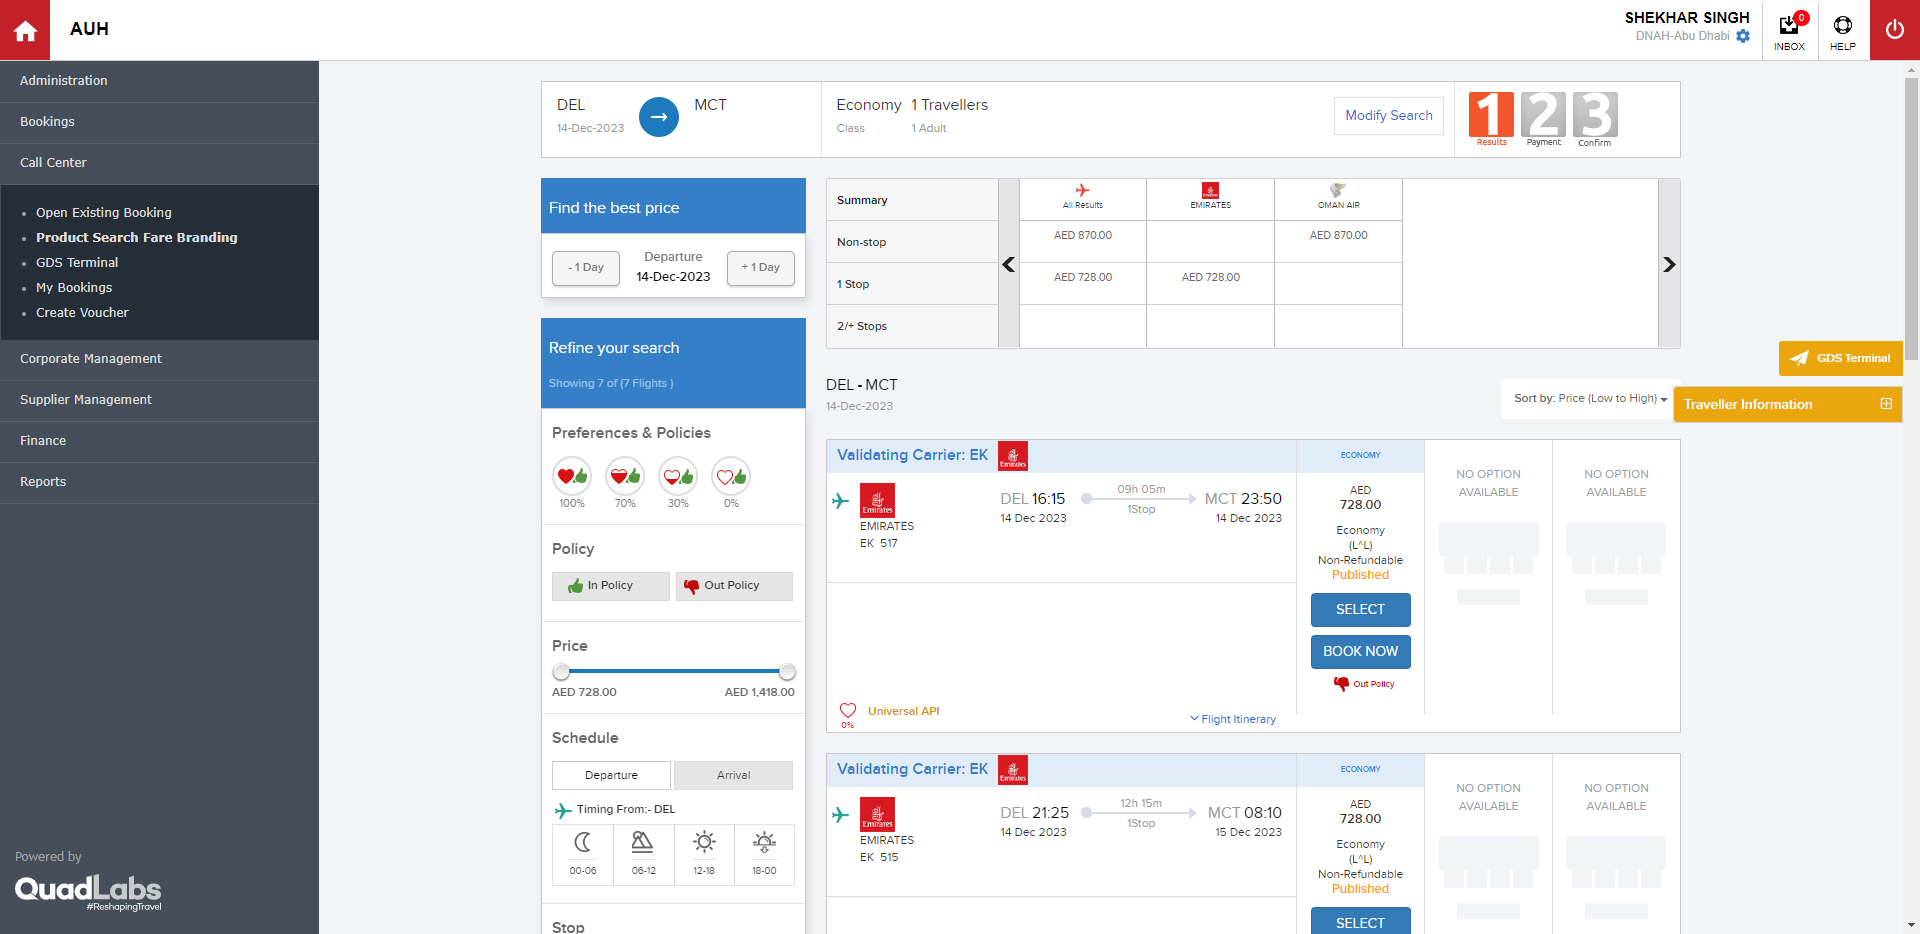 AUH
SHEKHAR SINGH
DNAH-Abu Dhabi
0
INBOX
HELP
Administration
Bookings
Call Center
Open Existing Booking
Product Search Fare Branding
GDS Terminal
My Bookings
Create Voucher
Corporate Management
Supplier Management
Finance
Reports
Powered by
QuadLabs
#ReshapingTravel
DEL
14-Dec-2023
MCT
Economy
Class
1 Travellers
1 Adult
Modify Search
1 2 3
Results Payment Confirm
Find the best price
- 1 Day
Departure
14-Dec-2023
+ 1 Day
Refine your search
Showing 7 of (7 Flights )
Preferences & Policies
100% 70% 30% 0%
Policy
In Policy
Out Policy
Price
AED 728.00 AED 1,418.00
Schedule
Departure Arrival
Timing From:- DEL
00-06 06-12 12-18 18-00
Stop
Summary All Results EMIRATES OMAN AIR
Non-stop AED 870.00 AED 870.00
1 Stop AED 728.00 AED 728.00
2/+ Stops
GDS Terminal
DEL - MCT
14-Dec-2023
Sort by: Price (Low to High)
Traveller Information
Validating Carrier: EK
Emirates
Emirates
EMIRATES
EK 517
DEL 16:15
14 Dec 2023
09h 05m
1Stop
MCT 23:50
14 Dec 2023
0%
Universal API
Flight Itinerary
ECONOMY
AED
728.00
Economy
(L^L)
Non-Refundable
Published
SELECT
BOOK NOW
Out Policy
NO OPTION
AVAILABLE
NO OPTION
AVAILABLE
Validating Carrier: EK
Emirates
Emirates
EMIRATES
EK 515
DEL 21:25
14 Dec 2023
12h 15m
1Stop
MCT 08:10
15 Dec 2023
ECONOMY
AED
728.00
Economy
(L^L)
Non-Refundable
Published
SELECT
NO OPTION
AVAILABLE
NO OPTION
AVAILABLE